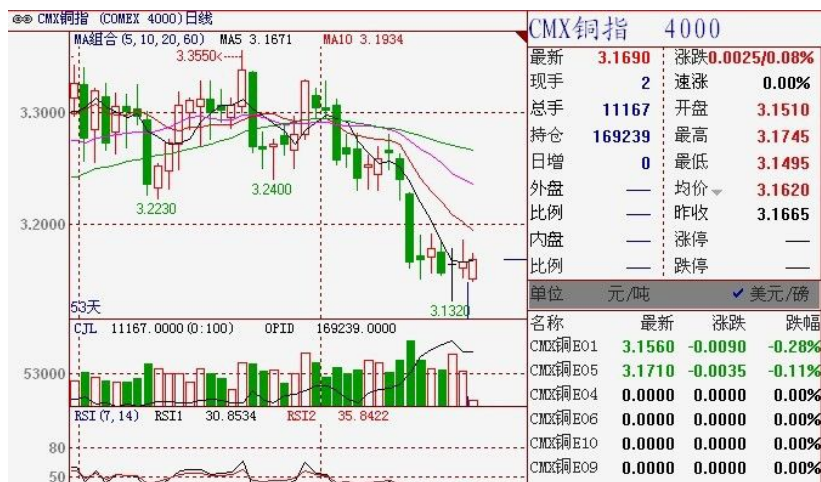 CMX铜指 (COMEX 4000)日线
MA组合(5,10,20,60) MA5 3.1671 MA10 3.1934
3.3550
3.3000
3.2400
3.2230
3.2000
3.1320
53天
CJL 11167.0000(0:100) OPID 169239.0000
53000
RSI(7,14) RSI1 30.8534 RSI2 35.8422
80
50
CMX铜指 4000
最新 3.1690 涨跌0.0025/0.08%
现手 2 速涨 0.00%
总手 11167 开盘 3.1510
持仓 169239 最高 3.1745
日增 0 最低 3.1495
外盘 — 均价 3.1620
比例 — 昨收 3.1665
内盘 — 涨停 —
比例 — 跌停 —
单位 元/吨 ✓美元/磅
名称 最新 涨跌 跌幅
CMX铜E01 3.1560 -0.0090 -0.28%
CMX铜E05 3.1710 -0.0035 -0.11%
CMX铜E04 0.0000 0.0000 0.00%
CMX铜E06 0.0000 0.0000 0.00%
CMX铜E10 0.0000 0.0000 0.00%
CMX铜E09 0.0000 0.0000 0.00%